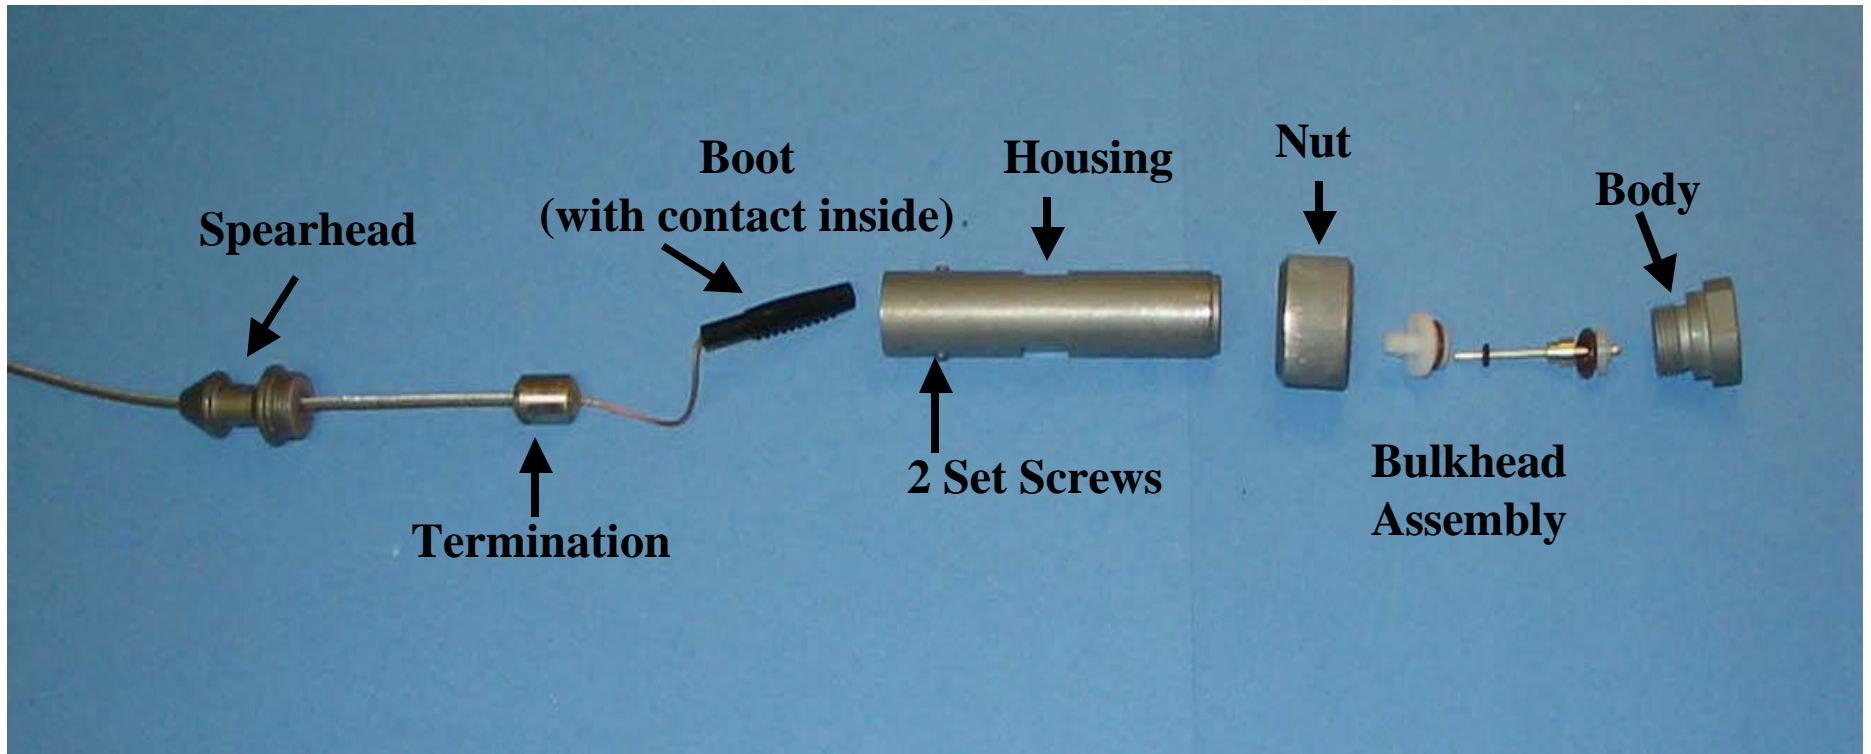 Spearhead
Boot
(with contact inside)
Housing
Nut
Body
Termination
2 Set Screws
Bulkhead
Assembly